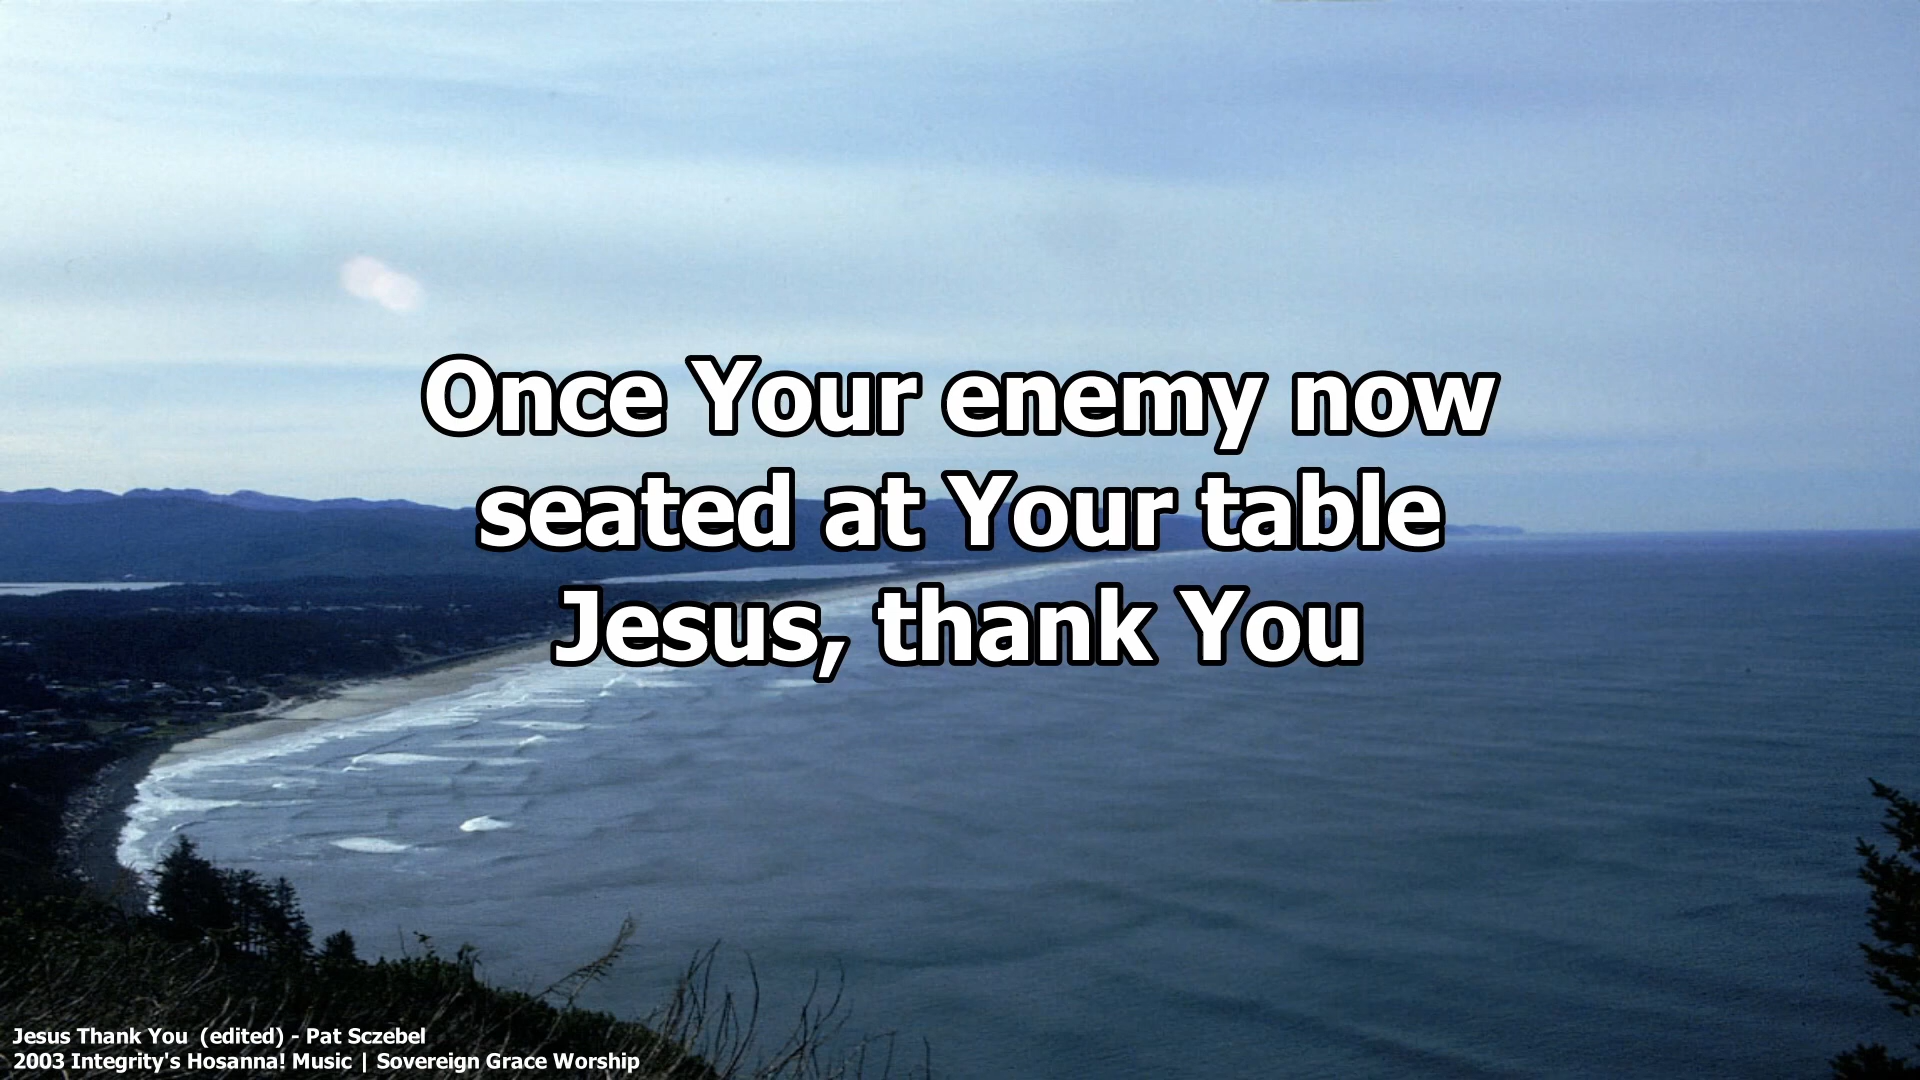 Once Your enemy now
seated at Your table
Jesus, thank You
Jesus Thank You  (edited) - Pat Sczebel
2003 Integrity's Hosanna! Music | Sovereign Grace Worship